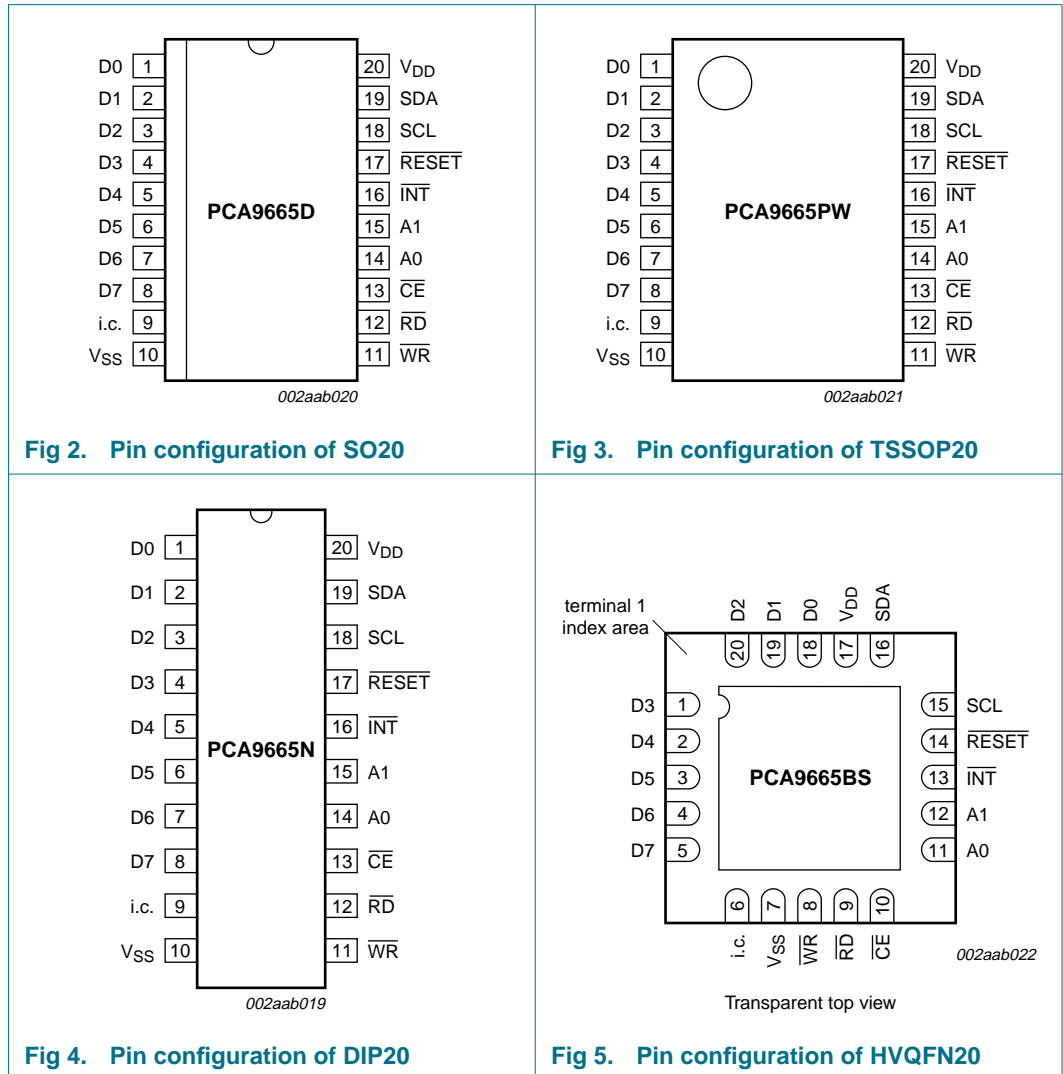 D0 1 20 VDD
D1 2 19 SDA
D2 3 18 SCL
D3 4 17 RESET
D4 5 16 INT
D5 6 PCA9665D 15 A1
D6 7 14 A0
D7 8 13 CE
i.c. 9 12 RD
VSS 10 11 WR
002aab020
Fig 2. Pin configuration of SO20
D0 1 20 VDD
D1 2 19 SDA
D2 3 18 SCL
D3 4 17 RESET
D4 5 16 INT
D5 6 PCA9665PW 15 A1
D6 7 14 A0
D7 8 13 CE
i.c. 9 12 RD
VSS 10 11 WR
002aab021
Fig 3. Pin configuration of TSSOP20
D0 1 20 VDD
D1 2 19 SDA
D2 3 18 SCL
D3 4 17 RESET
D4 5 16 INT
PCA9665N
D5 6 15 A1
D6 7 14 A0
D7 8 13 CE
i.c. 9 12 RD
VSS 10 11 WR
002aab019
Fig 4. Pin configuration of DIP20
terminal 1
index area
D2 D1 D0 VDD SDA
20 19 18 17 16
D3 1 15 SCL
D4 2 14 RESET
D5 3 PCA9665BS 13 INT
D6 4 12 A1
D7 5 11 A0
6 7 8 9 10
i.c. VSS WR RD CE
002aab022
Transparent top view
Fig 5. Pin configuration of HVQFN20